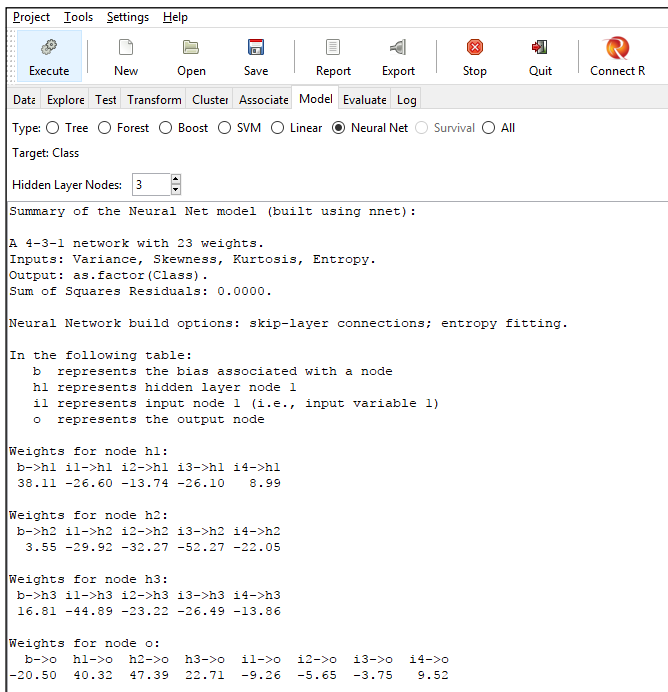 Project Tools Settings Help
Execute New Open Save Report Export Stop Quit Connect R
Data Explore Test Transform Cluster Associate Model Evaluate Log
Type: Tree Forest Boost SVM Linear Neural Net Survival All
Target: Class
Hidden Layer Nodes: 3
Summary of the Neural Net model (built using nnet):
A 4-3-1 network with 23 weights.
Inputs: Variance, Skewness, Kurtosis, Entropy.
Output: as.factor(Class).
Sum of Squares Residuals: 0.0000.
Neural Network build options: skip-layer connections; entropy fitting.
In the following table:
b represents the bias associated with a node
h1 represents hidden layer node 1
i1 represents input node 1 (i.e., input variable 1)
o represents the output node
Weights for node h1:
b->h1 i1->h1 i2->h1 i3->h1 i4->h1
38.11 -26.60 -13.74 -26.10 8.99
Weights for node h2:
b->h2 i1->h2 i2->h2 i3->h2 i4->h2
3.55 -29.92 -32.27 -52.27 -22.05
Weights for node h3:
b->h3 i1->h3 i2->h3 i3->h3 i4->h3
16.81 -44.89 -23.22 -26.49 -13.86
Weights for node o:
b->o h1->o h2->o h3->o i1->o i2->o i3->o i4->o
-20.50 40.32 47.39 22.71 -9.26 -5.65 -3.75 9.52